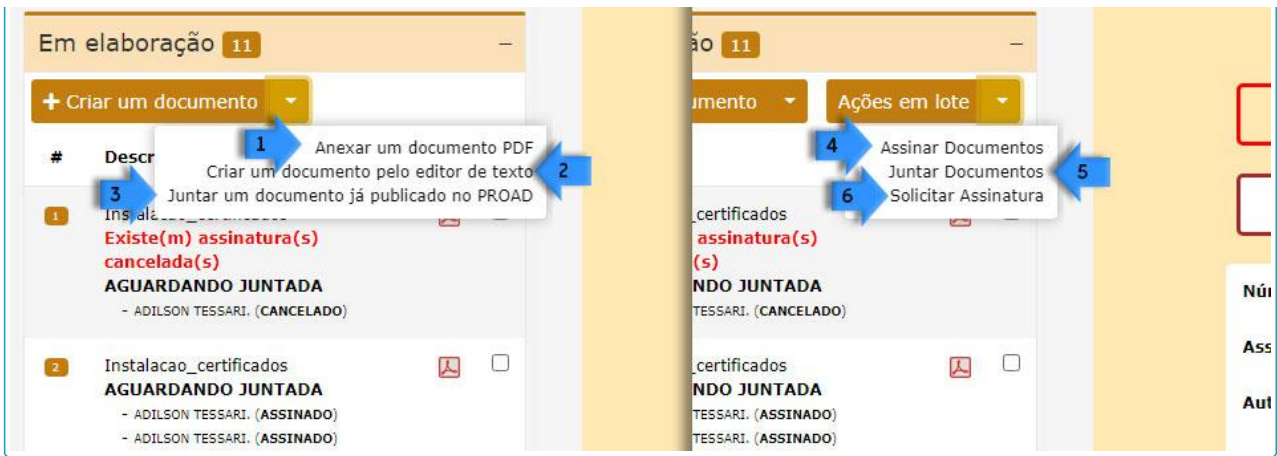 Em elaboração 11 –
+ Criar um documento
1 Anexar um documento PDF
Criar um documento pelo editor de texto 2
3 Juntar um documento já publicado no PROAD
# Descr
1 Instalacao_certificados
Existe(m) assinatura(s)
cancelada(s)
AGUARDANDO JUNTADA
- ADILSON TESSARI. (CANCELADO)
2 Instalacao_certificados
AGUARDANDO JUNTADA
- ADILSON TESSARI. (ASSINADO)
- ADILSON TESSARI. (ASSINADO)
ão 11 –
umento Ações em lote
4 Assinar Documentos
Juntar Documentos 5
6 Solicitar Assinatura
_certificados
assinatura(s)
(s)
NDO JUNTADA
TESSARI. (CANCELADO)
_certificados
NDO JUNTADA
TESSARI. (ASSINADO)
TESSARI. (ASSINADO)
Núr
Ass
Aut